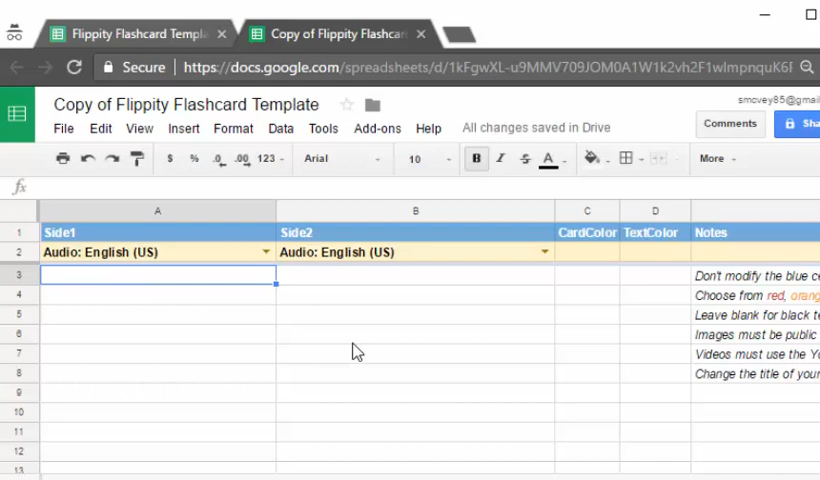 Flippity Flashcard Templa
Copy of Flippity Flashcar
Secure
https://docs.google.com/spreadsheets/d/1kFgwXL-u9MMV709JOM0A1W1k2vh2F1wlmpnquK6F
Copy of Flippity Flashcard Template
smcvey85@gmai
File Edit View Insert Format Data Tools Add-ons Help All changes saved in Drive
Comments
Sha
$ % .0 .00 123 Arial 10 B I S A More
fx
A B C D
1 Side1 Side2 CardColor TextColor Notes
2 Audio: English (US) Audio: English (US)
3 Don't modify the blue ce
4 Choose from red, orang
5 Leave blank for black te
6 Images must be public
7 Videos must use the Yo
8 Change the title of your
9
10
11
12
13